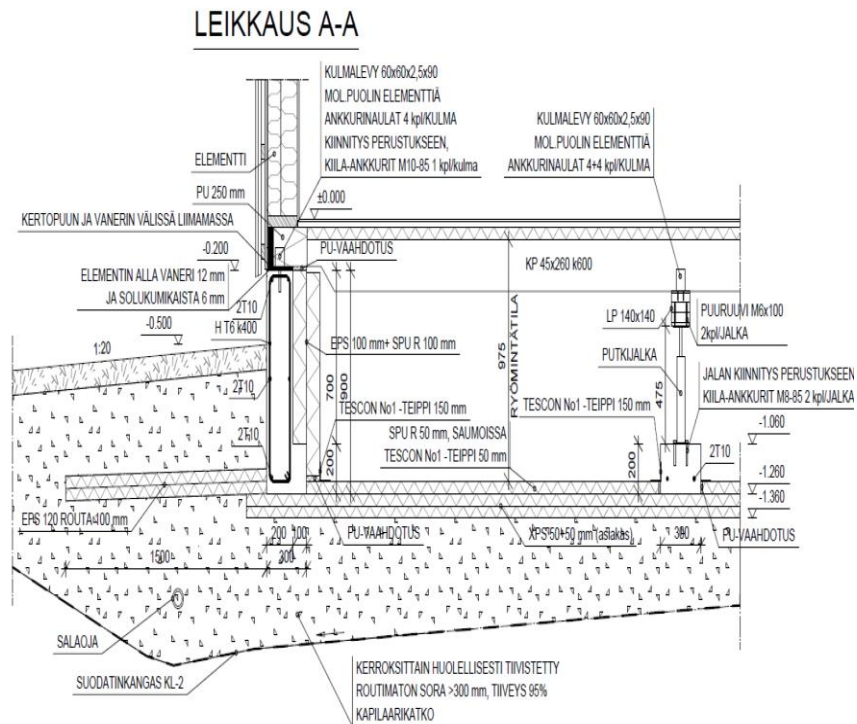 LEIKKAUS A-A
KULMALEVY 60x60x2,5x90
MOL.PUOLIN ELEMENTTIÄ
ANKKURINAULAT 4 kpl/KULMA
KIINNITYS PERUSTUKSEEN,
KIILA-ANKKURIT M10-85 1 kpl/kulma
KULMALEVY 60x60x2,5x90
MOL.PUOLIN ELEMENTTIÄ
ANKKURINAULAT 4+4 kpl/KULMA
ELEMENTTI
PU 250 mm
±0.000
KERTOPUUN JA VANERIN VÄLISSÄ LIIMAMASSA
-0.200
PU-VAAHDOTUS
KP 45x260 k600
ELEMENTIN ALLA VANERI 12 mm
JA SOLUKUMIKAISTA 6 mm
2T10
-0.500
H T6 k400
LP 140x140
PUURUUVI M6x100
2kpl/JALKA
1:20
EPS 100 mm+ SPU R 100 mm
PUTKIJALKA
975
RYÖMINTÄTILA
700
900
475
2T10
JALAN KIINNITYS PERUSTUKSEEN
KIILA-ANKKURIT M8-85 2 kpl/JALKA
TESCON No1 -TEIPPI 150 mm
TESCON No1 -TEIPPI 150 mm
-1.060
SPU R 50 mm, SAUMOISSA
TESCON No1 -TEIPPI 50 mm
2T10
200
200
2T10
-1.260
-1.360
EPS 120 ROUTA 100 mm
200
100
PU-VAAHDOTUS
XPS 50+50 mm (asiakas)
380
PU-VAAHDOTUS
1500
300
SALAOJA
SUODATINKANGAS KL-2
KERROKSITTAIN HUOLELLISESTI TIIVISTETTY
ROUTIMATON SORA >300 mm, TIIVEYS 95%
KAPILAARIKATKO